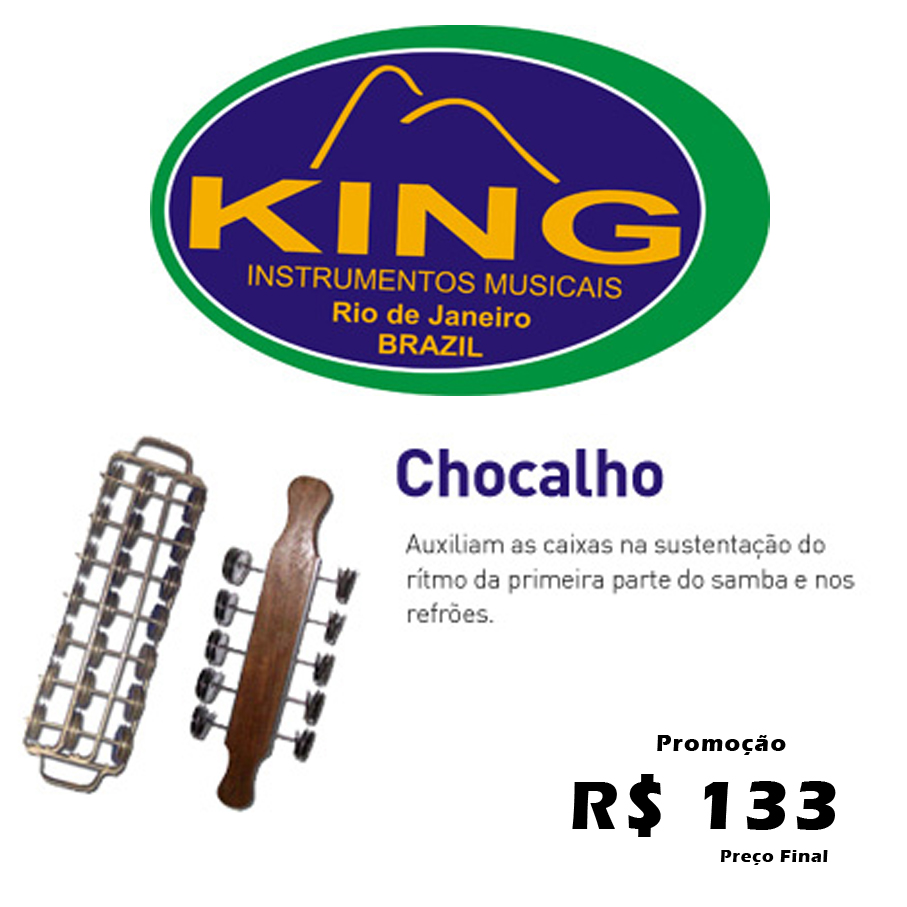 KING
INSTRUMENTOS MUSICAIS
Rio de Janeiro
BRAZIL
Chocalho
Auxiliam as caixas na sustentação do
rítmo da primeira parte do samba e nos
refrões.
Promoção
R$ 133
Preço Final